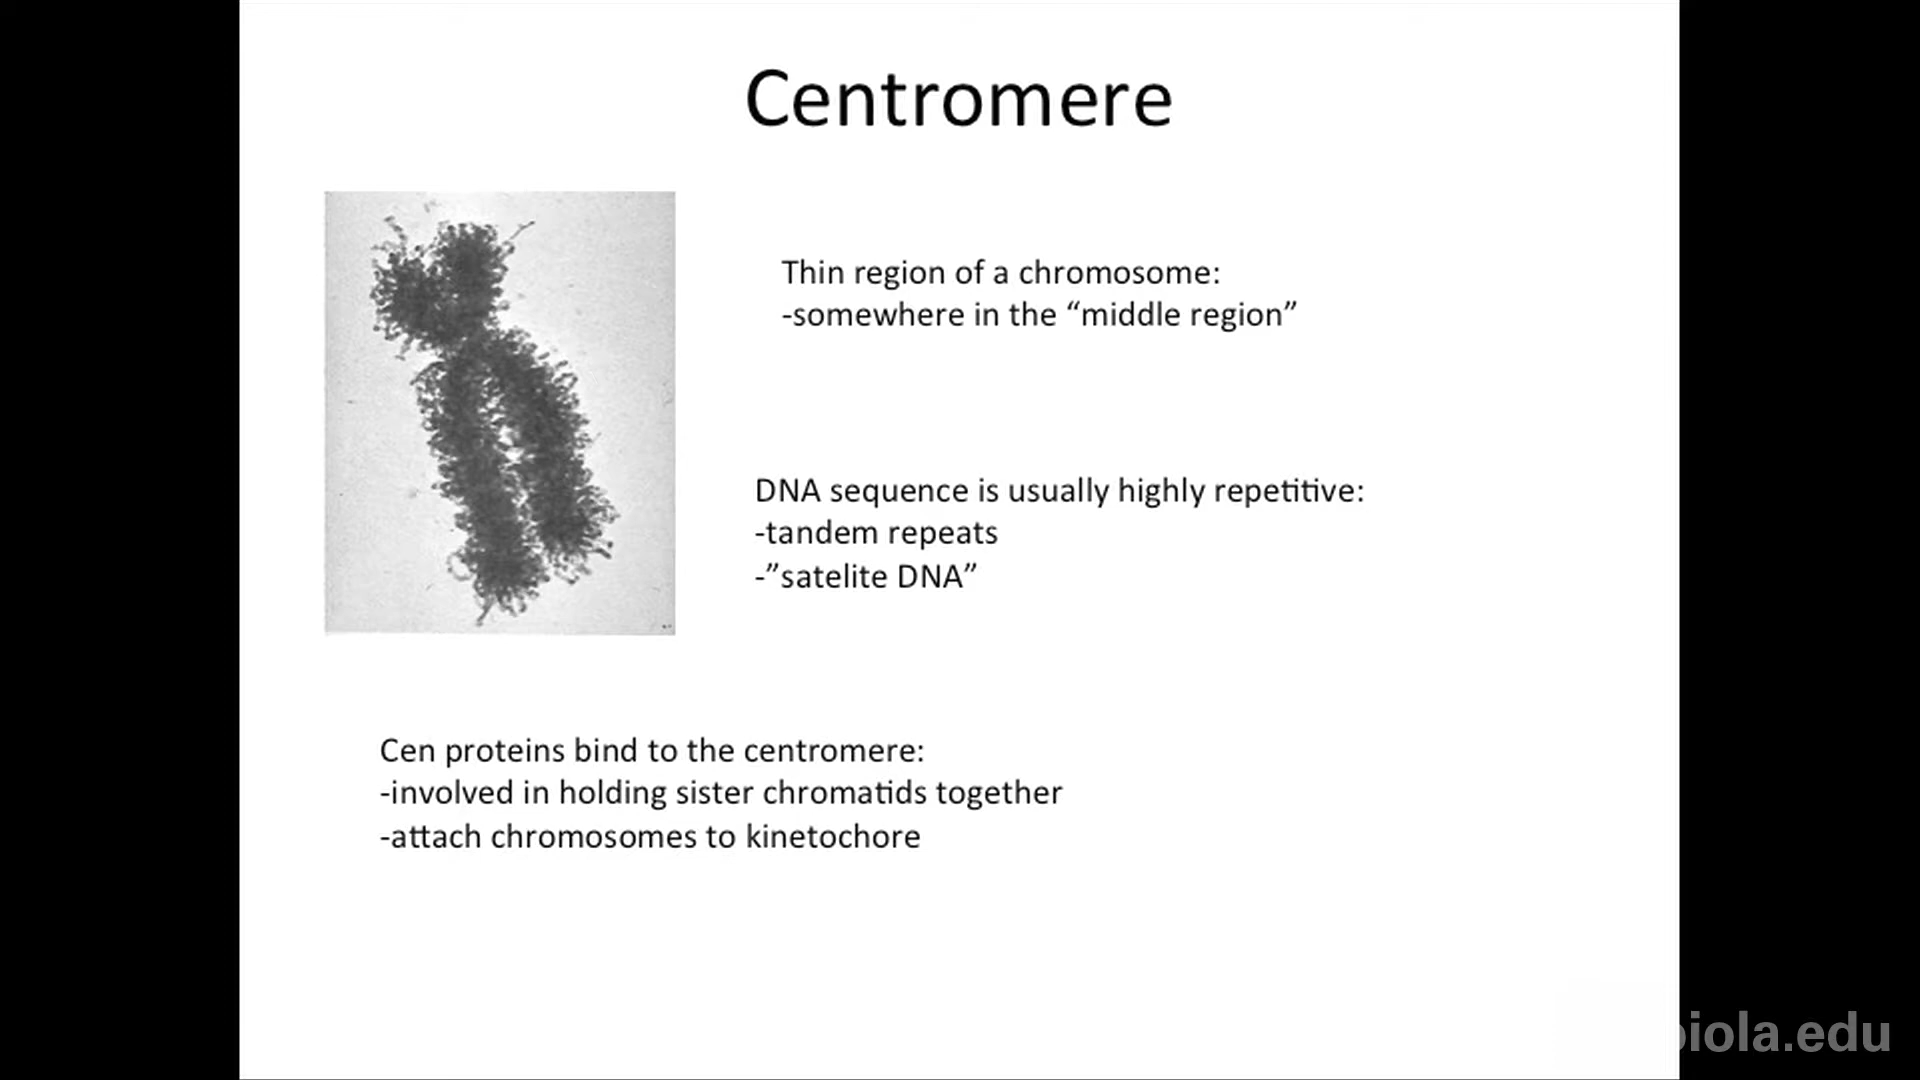 Centromere
Thin region of a chromosome:
-somewhere in the “middle region”
DNA sequence is usually highly repetitive:
-tandem repeats
-”satelite DNA”
Cen proteins bind to the centromere:
-involved in holding sister chromatids together
-attach chromosomes to kinetochore
biola.edu